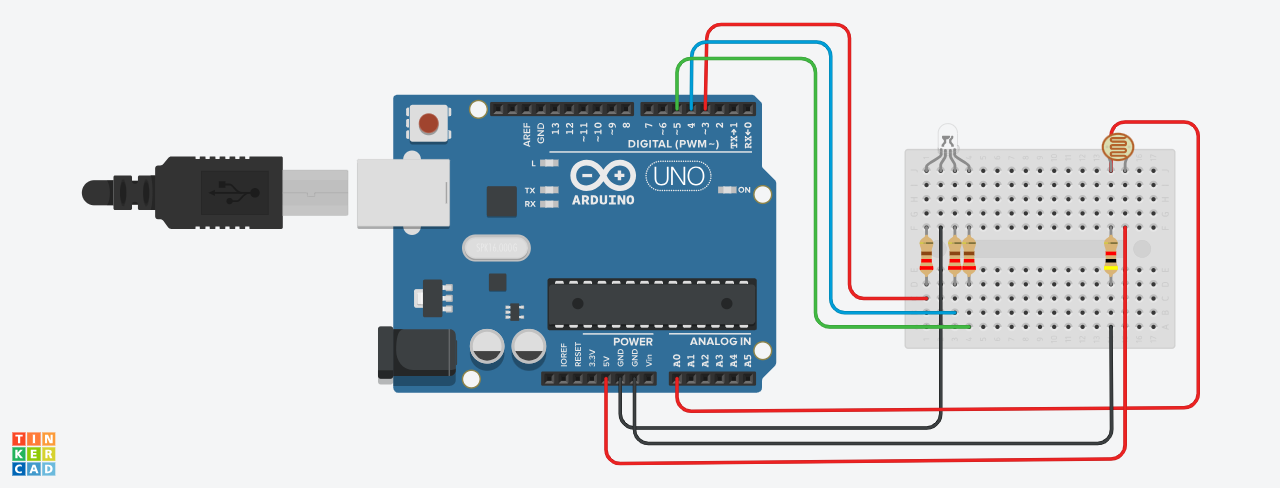 AREF
GND
13
12
~11
~10
~9
8
7
~6
~5
4
~3
2
TX→1
RX←0
DIGITAL (PWM~)
L
TX
RX
ARDUINO
UNO
ON
POWER
ANALOG IN
IOREF
RESET
3.3V
5V
GND
GND
Vin
A0
A1
A2
A3
A4
A5
TIN
KER
CAD